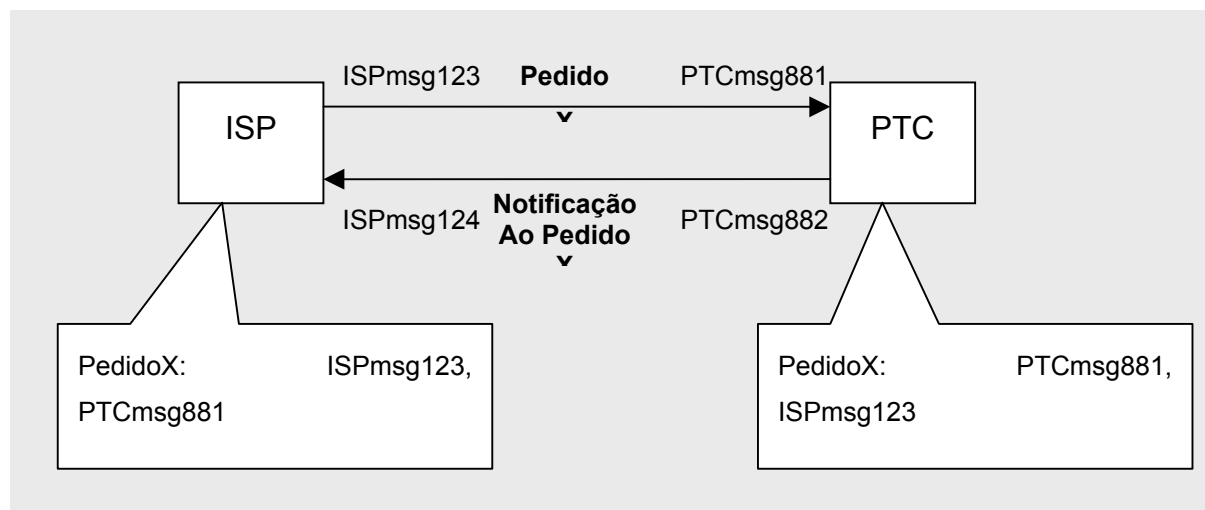 ISPmsg123 Pedido PTCmsg881
X
ISP PTC
ISPmsg124 Notificação PTCmsg882
Ao Pedido
X
PedidoX: ISPmsg123,
PTCmsg881
PedidoX: PTCmsg881,
ISPmsg123